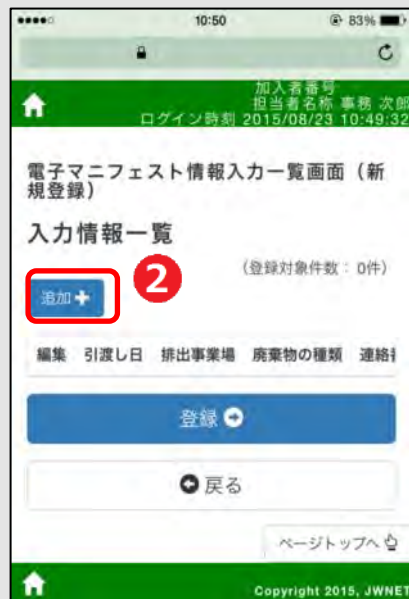 10:50
83%
加入者番号
担当者名称 事務 次郎
ログイン時刻 2015/08/23 10:49:32
電子マニフェスト情報入力一覧画面（新
規登録）
入力情報一覧
（登録対象件数： 0件）
追加
2
編集 引渡し日 排出事業場 廃棄物の種類 連絡
登録
戻る
ページトップへ
Copyright 2015, JWNET